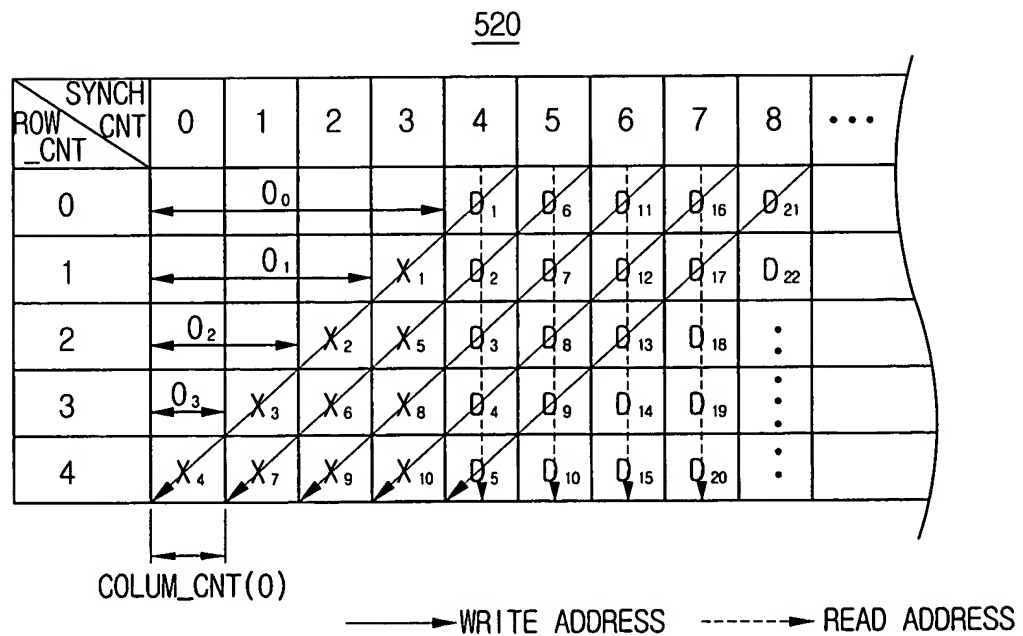 520
SYNCH CNT ROW _CNT 0 1 2 3 4 5 6 7 8 •••
0 O₀ D₁ D₆ D₁₁ D₁₆ D₂₁
1 O₁ X₁ D₂ D₇ D₁₂ D₁₇ D₂₂
2 O₂ X₂ X₅ D₃ D₈ D₁₃ D₁₈
3 O₃ X₃ X₆ X₈ D₄ D₉ D₁₄ D₁₉
4 X₄ X₇ X₉ X₁₀ D₅ D₁₀ D₁₅ D₂₀
COLUM_CNT(0)
WRITE ADDRESS READ ADDRESS